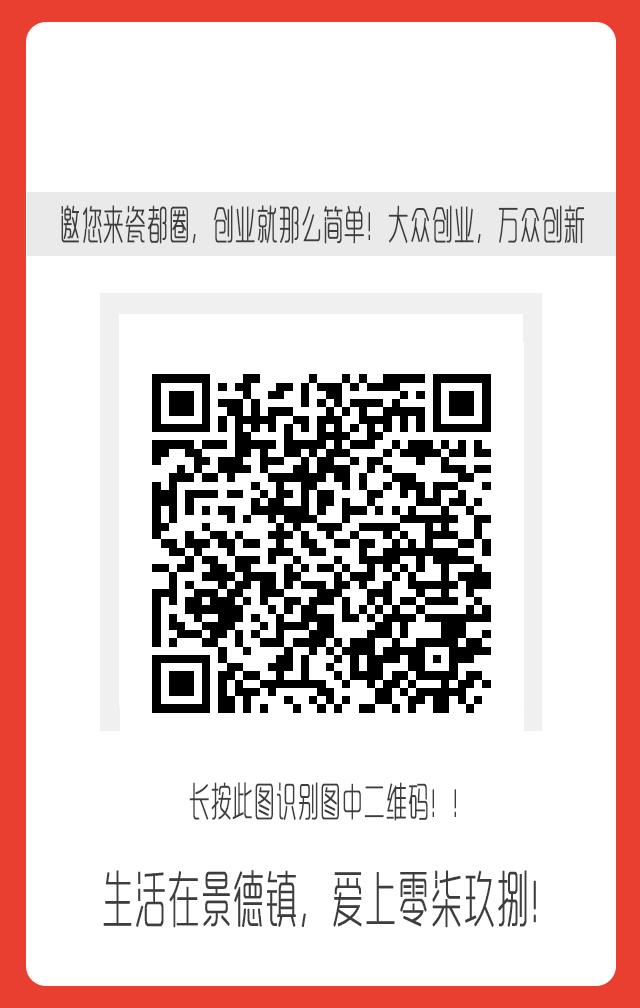 邀您来瓷都圈，创业就那么简单！大众创业，万众创新
长按此图识别图中二维码！！
生活在景德镇，爱上零柒玖捌！